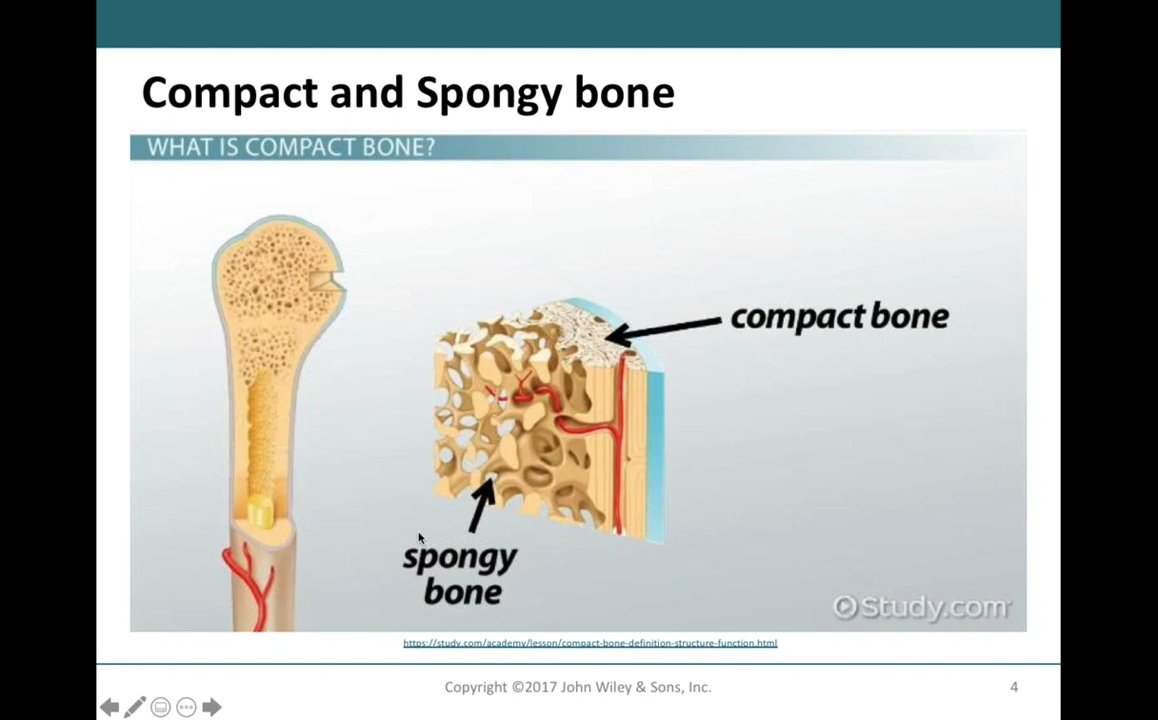 Compact and Spongy bone
WHAT IS COMPACT BONE?
compact bone
spongy
bone
Study.com
https://study.com/academy/lesson/compact-bone-definition-structure-function.html
Copyright ©2017 John Wiley & Sons, Inc.
4